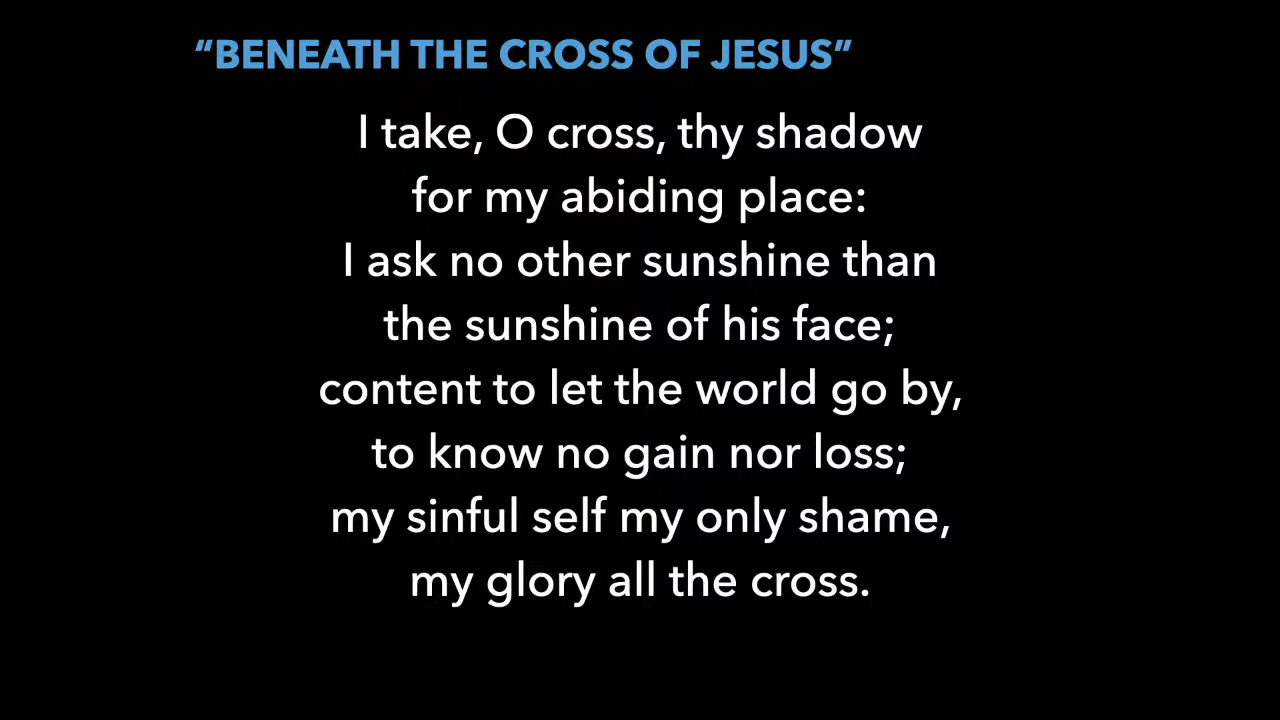 “BENEATH THE CROSS OF JESUS”
I take, O cross, thy shadow
for my abiding place:
I ask no other sunshine than
the sunshine of his face;
content to let the world go by,
to know no gain nor loss;
my sinful self my only shame,
my glory all the cross.